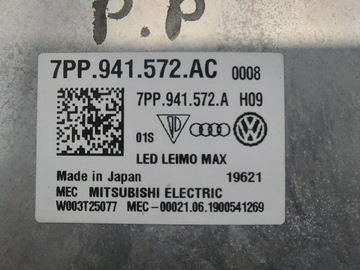 P.P
7PP.941.572.AC 0008
7PP.941.572.A H09
01S
LED LEIMO MAX
Made in Japan 19621
MEC MITSUBISHI ELECTRIC
W003T25077 MEC-00021.06.1900541269